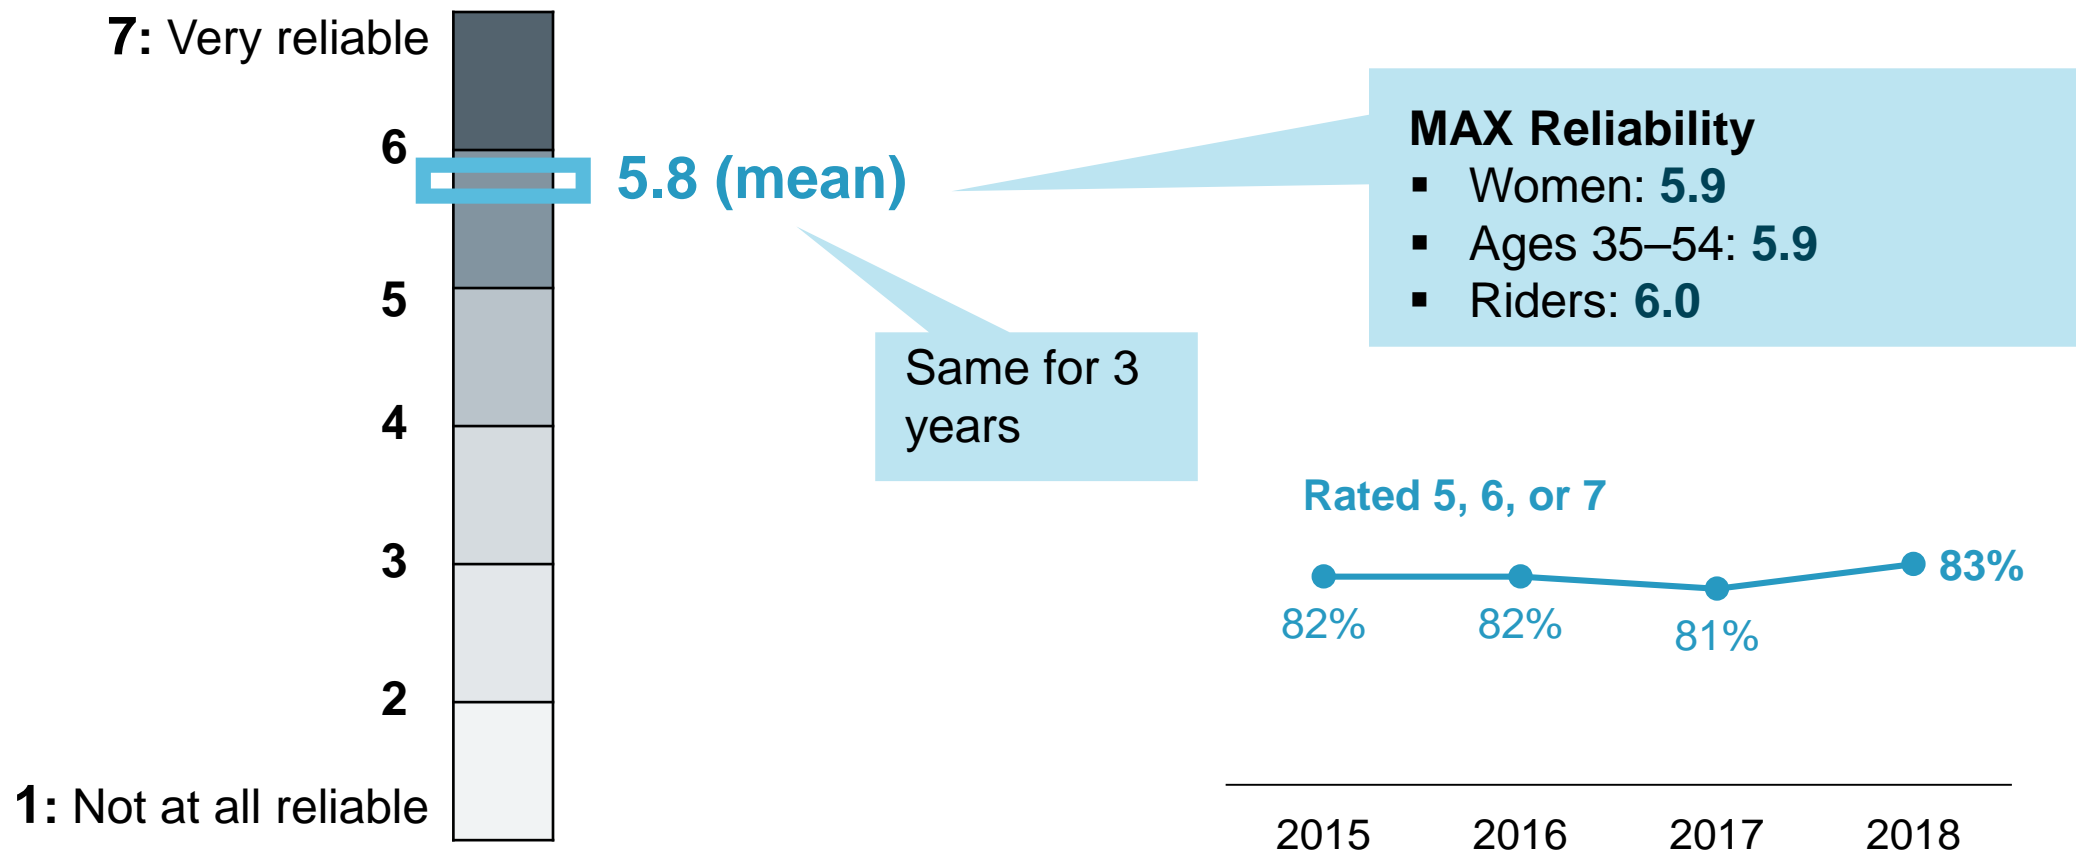 7: Very reliable
6
5
4
3
2
1: Not at all reliable
5.8 (mean)
Same for 3
years
MAX Reliability
▪ Women: 5.9
▪ Ages 35–54: 5.9
▪ Riders: 6.0
Rated 5, 6, or 7
82% 82% 81% 83%
2015 2016 2017 2018